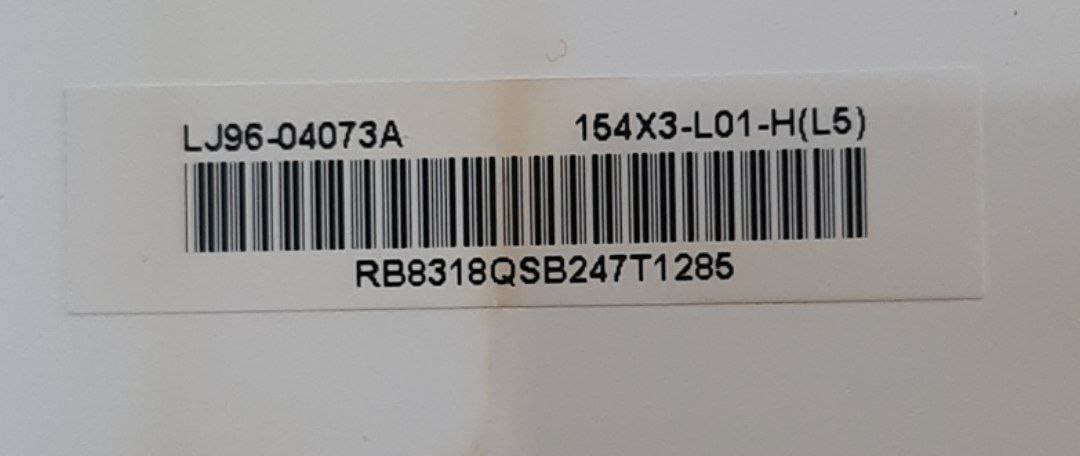 LJ96-04073A 154X3-L01-H(L5)
RB8318QSB247T1285